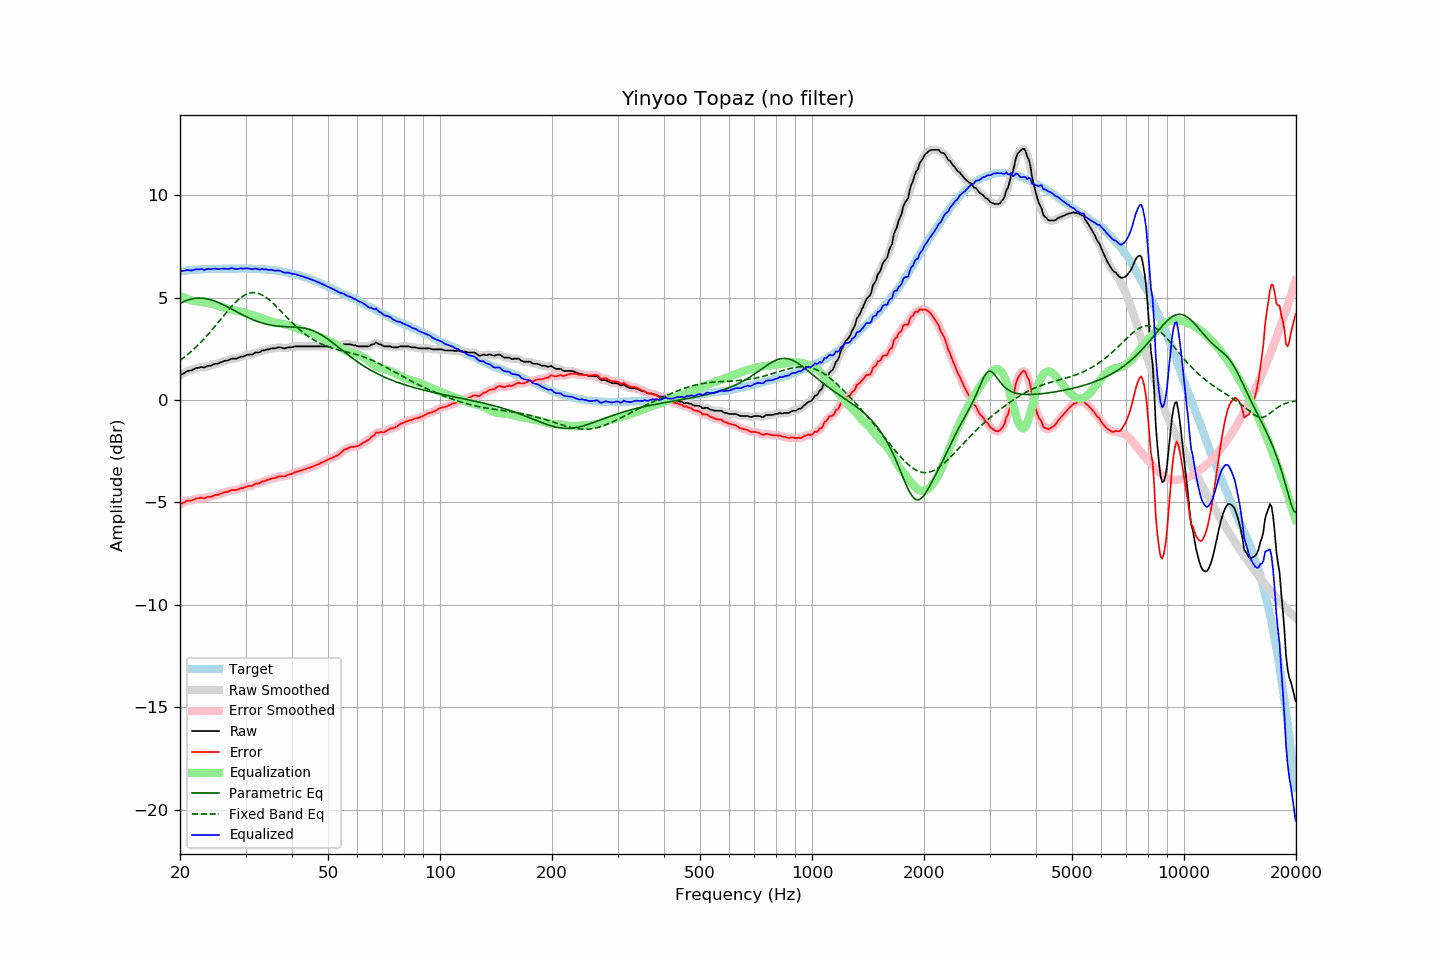 Yinyoo Topaz (no filter)
Amplitude (dBr)
10
5
0
−5
−10
−15
−20
Target
Raw Smoothed
Error Smoothed
Raw
Error
Equalization
Parametric Eq
Fixed Band Eq
Equalized
20 50 100 200 500 1000 2000 5000 10000 20000
Frequency (Hz)